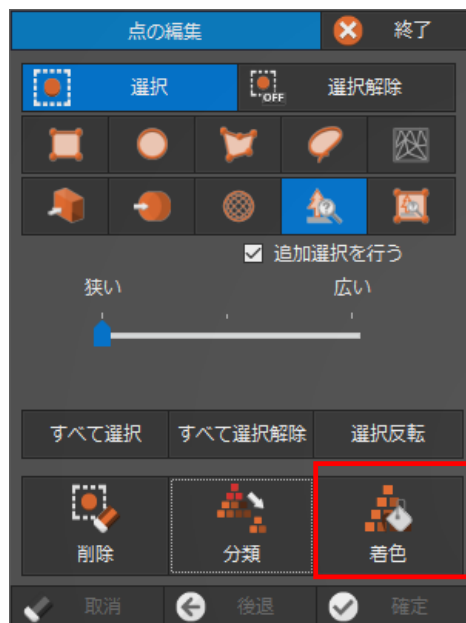 点の編集 終了
選択 OFF 選択解除
追加選択を行う
狭い 広い
すべて選択 すべて選択解除 選択反転
削除 分類 着色
取消 後退 確定